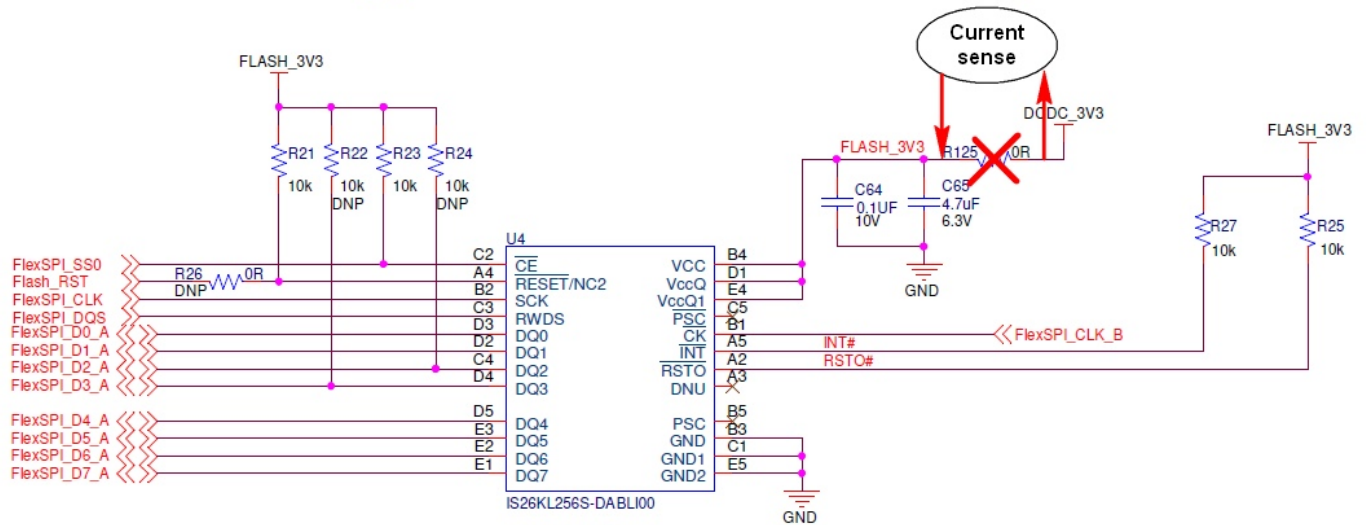 Current
sense
FLASH_3V3
DCDC_3V3
FLASH_3V3
FLASH_3V3
R125
0R
R21
10k
R22
10k
DNP
R23
10k
R24
10k
DNP
C64
0.1UF
10V
C65
4.7uF
6.3V
GND
R27
10k
R25
10k
U4
FlexSPI_SS0
C2
CE
Flash_RST
R26
0R
DNP
A4
RESET/NC2
FlexSPI_CLK
B2
SCK
FlexSPI_DQS
C3
RWDS
FlexSPI_D0_A
D3
DQ0
FlexSPI_D1_A
D2
DQ1
FlexSPI_D2_A
C4
DQ2
FlexSPI_D3_A
D4
DQ3
FlexSPI_D4_A
D5
DQ4
FlexSPI_D5_A
E3
DQ5
FlexSPI_D6_A
E2
DQ6
FlexSPI_D7_A
E1
DQ7
VCC
B4
VccQ
D1
VccQ1
E4
PSC
C5
CK
B1
FlexSPI_CLK_B
INT
A5
INT#
RSTO
A2
RSTO#
DNU
A3
PSC
B5
GND
B3
GND1
C1
GND2
E5
GND
IS26KL256S-DABLI00